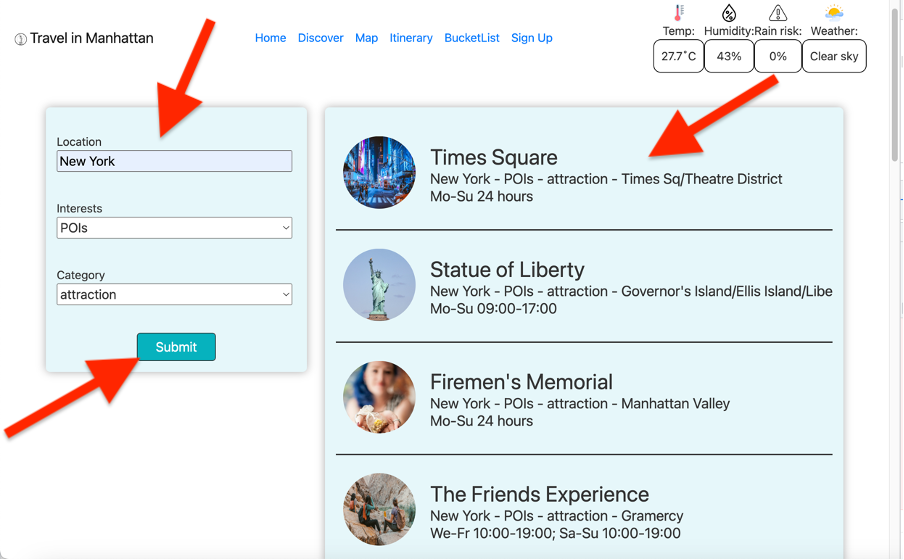 Travel in Manhattan
Home Discover Map Itinerary BucketList Sign Up
Temp: Humidity: Rain risk: Weather:
27.7°C 43% 0% Clear sky
Location
New York
Interests
POIs
Category
attraction
Submit
Times Square
New York - POIs - attraction - Times Sq/Theatre District
Mo-Su 24 hours
Statue of Liberty
New York - POIs - attraction - Governor's Island/Ellis Island/Libe
Mo-Su 09:00-17:00
Firemen's Memorial
New York - POIs - attraction - Manhattan Valley
Mo-Su 24 hours
The Friends Experience
New York - POIs - attraction - Gramercy
We-Fr 10:00-19:00; Sa-Su 10:00-19:00